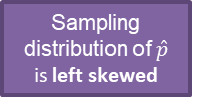 Sampling
distribution of p̂
is left skewed